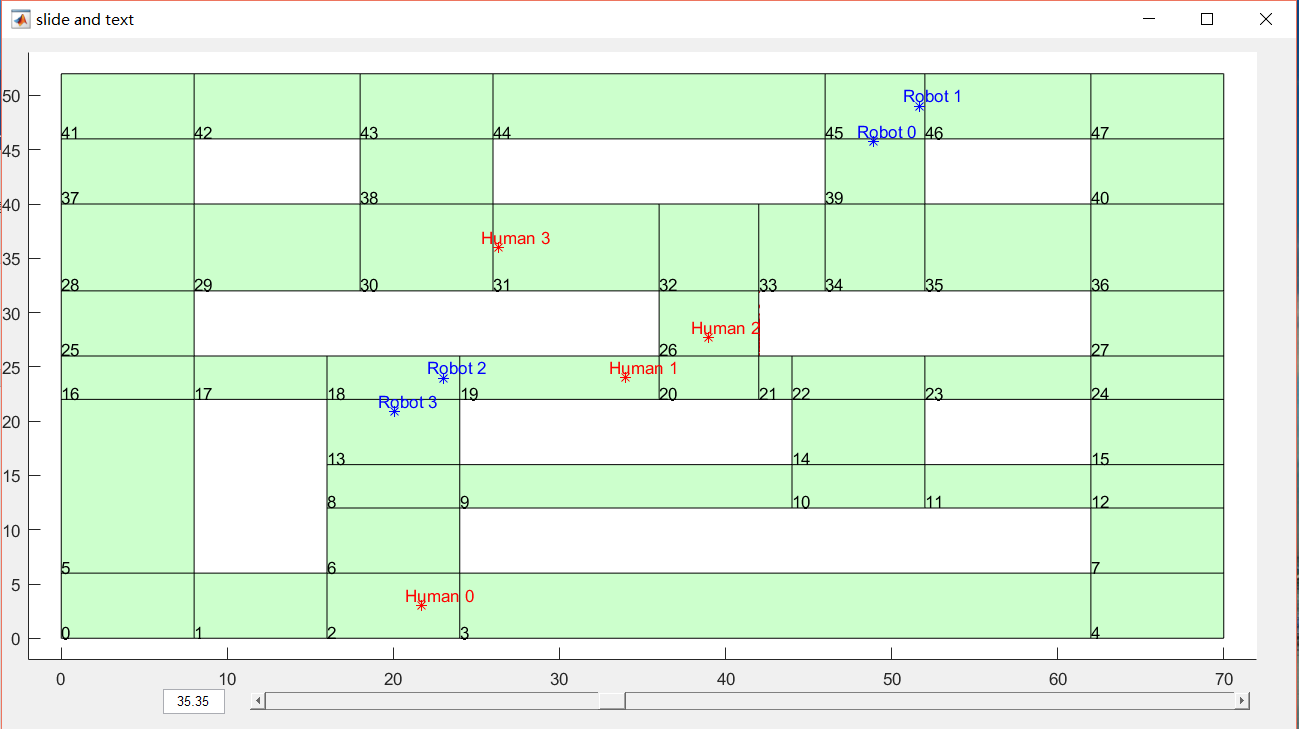 slide and text
50
Robot 1
41 42 43 44 45 Robot 0 46 47
45
40
37 38 39 40
Human 3
35
28 29 30 31 32 33 34 35 36
30
Human 2
25 26 27
25
Robot 2 Human 1
16 17 18 19 20 21 22 23 24
Robot 3
20
13 14 15
15
8 9 10 11 12
10
5 6 7
5
Human 0
0 1 2 3 4
0
0 10 20 30 40 50 60 70
35.35